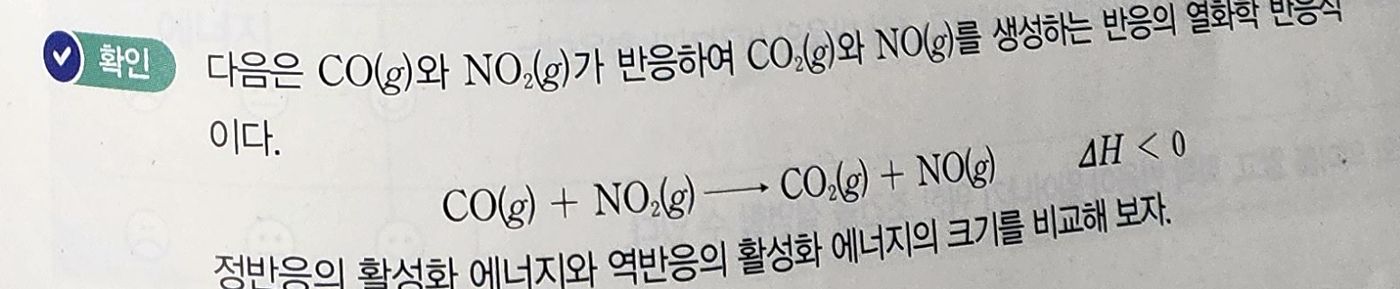 확인
다음은 CO(g)와 NO₂(g)가 반응하여 CO₂(g)와 NO(g)를 생성하는 반응의 열화학 반응식
이다.
CO(g) + NO₂(g) ⟶ CO₂(g) + NO(g) ΔH < 0
정반응의 활성화 에너지와 역반응의 활성화 에너지의 크기를 비교해 보자.